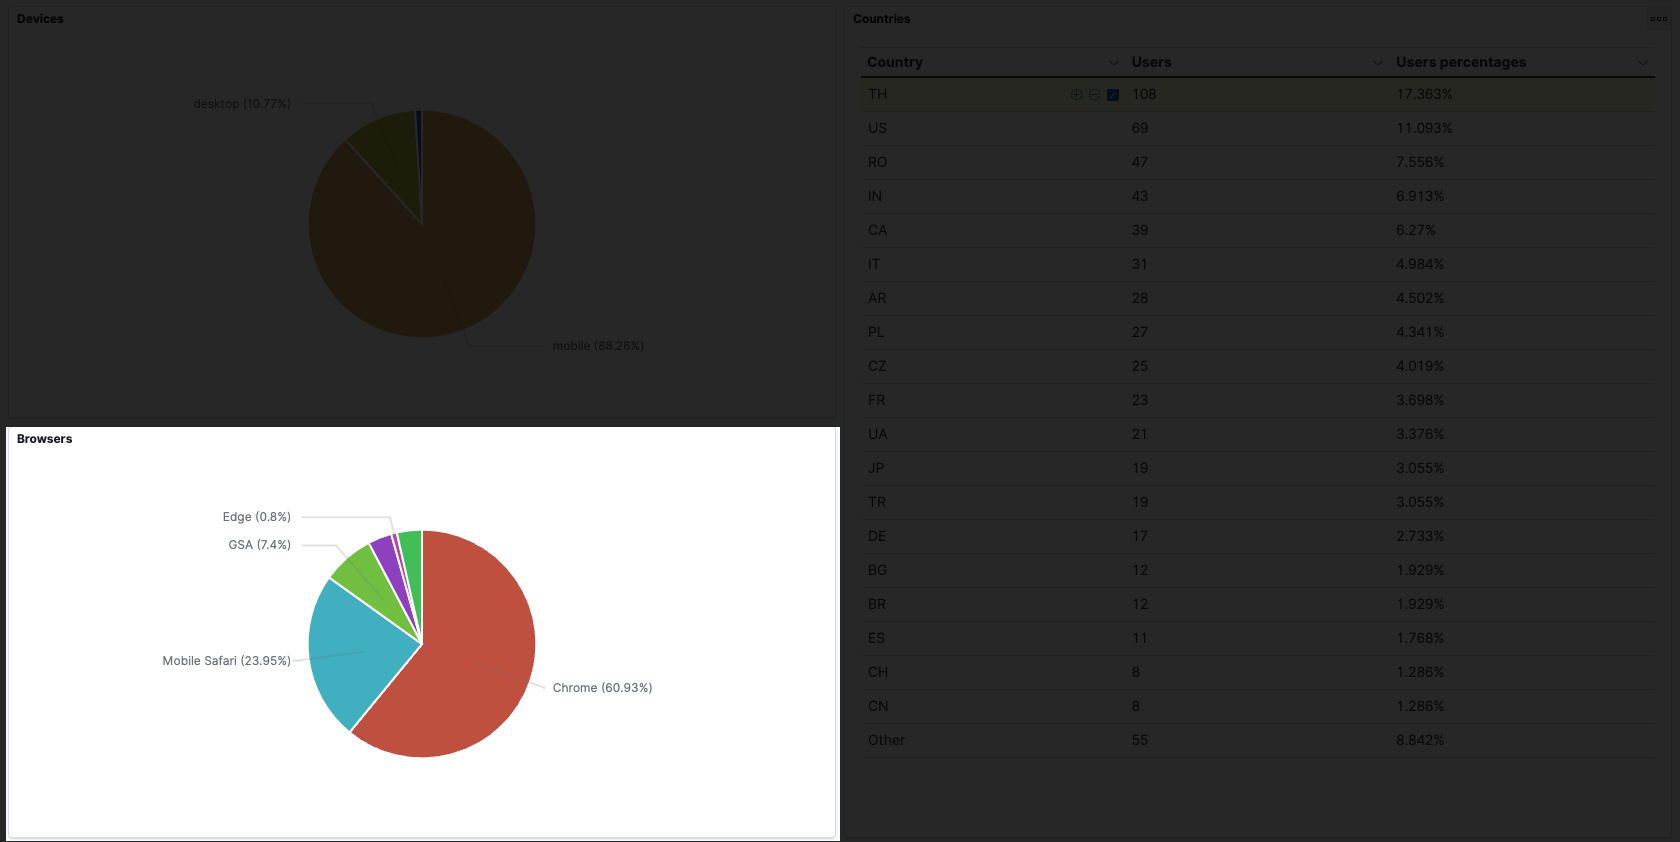 Devices
desktop (10.77%)
mobile (88.26%)
Browsers
Edge (0.8%)
GSA (7.4%)
Mobile Safari (23.95%)
Chrome (60.93%)
Countries
Country Users Users percentages
TH 108 17.363%
US 69 11.093%
RO 47 7.556%
IN 43 6.913%
CA 39 6.27%
IT 31 4.984%
AR 28 4.502%
PL 27 4.341%
CZ 25 4.019%
FR 23 3.698%
UA 21 3.376%
JP 19 3.055%
TR 19 3.055%
DE 17 2.733%
BG 12 1.929%
BR 12 1.929%
ES 11 1.768%
CH 8 1.286%
CN 8 1.286%
Other 55 8.842%